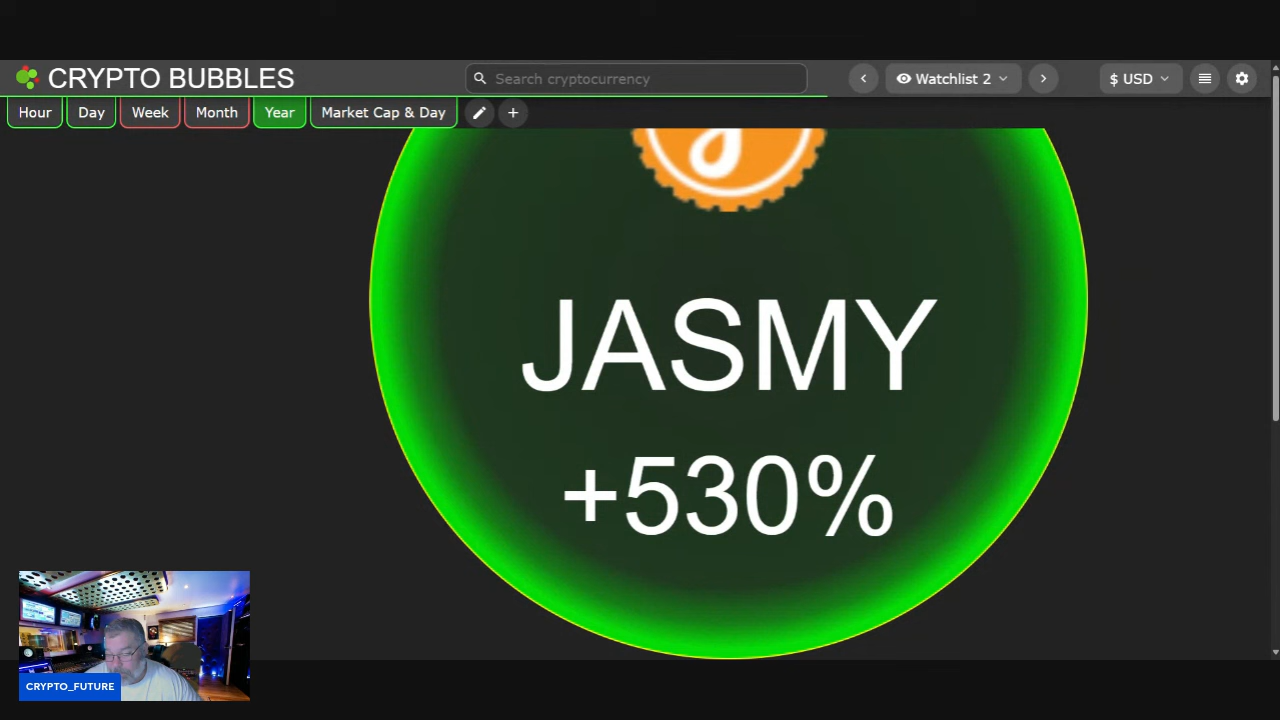 CRYPTO BUBBLES
Search cryptocurrency
Watchlist 2
$ USD
Hour
Day
Week
Month
Year
Market Cap & Day
JASMY
+530%
CRYPTO_FUTURE